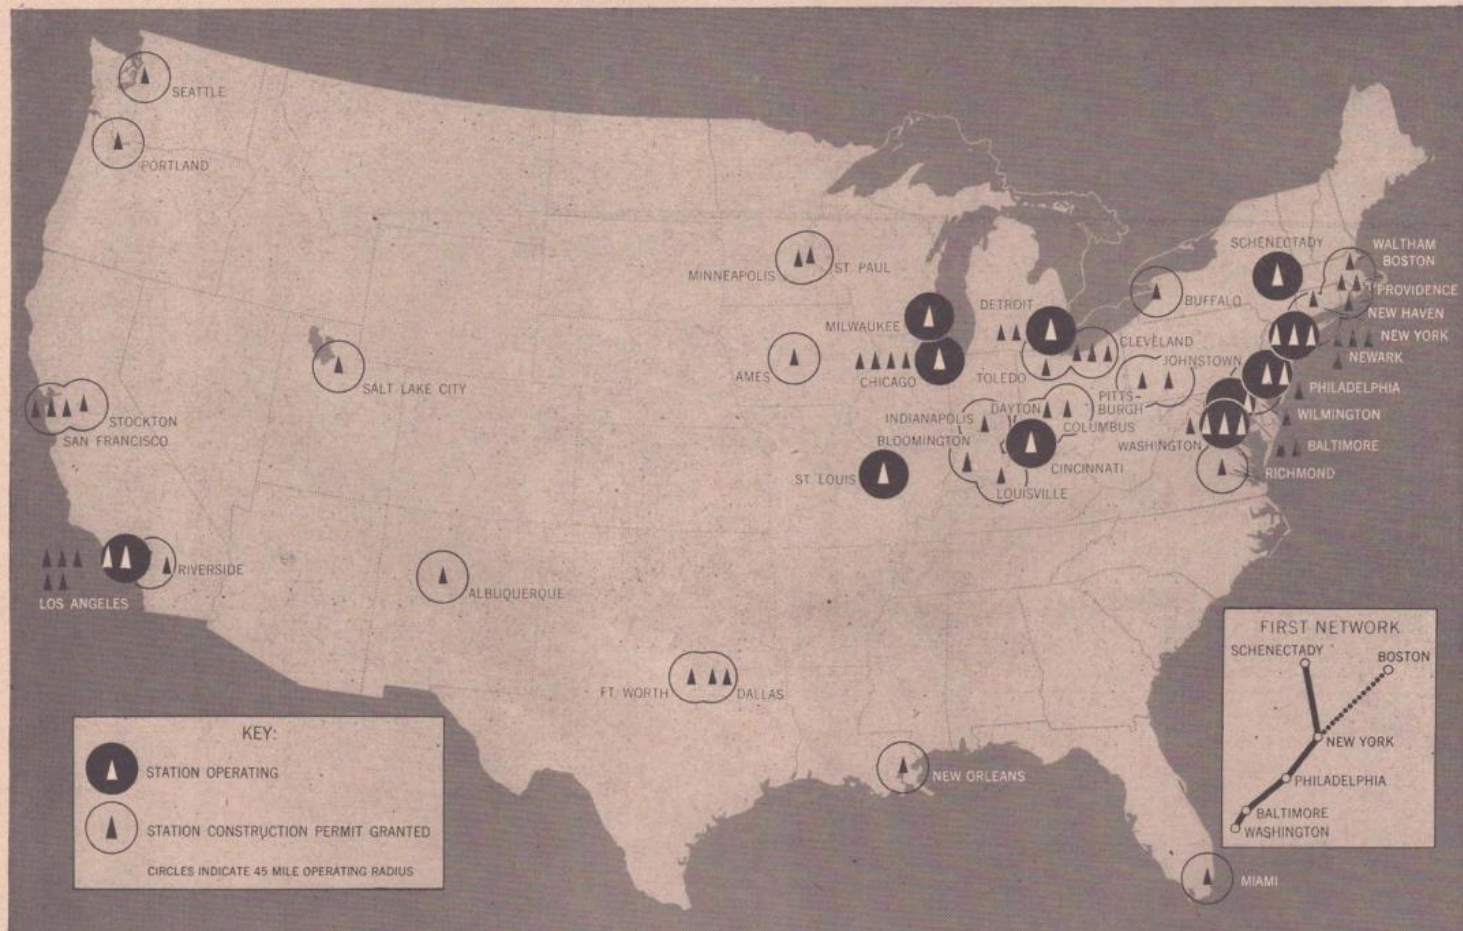 SEATTLE
PORTLAND
SCHENECTADY
WALTHAM
BOSTON
MINNEAPOLIS
ST. PAUL
BUFFALO
PROVIDENCE
DETROIT
NEW HAVEN
MILWAUKEE
CLEVELAND
NEW YORK
JOHNSTOWN
NEWARK
AMES
CHICAGO
TOLEDO
SALT LAKE CITY
PHILADELPHIA
PITTS-
BURGH
DAYTON
INDIANAPOLIS
COLUMBUS
WILMINGTON
STOCKTON
SAN FRANCISCO
BLOOMINGTON
WASHINGTON
BALTIMORE
CINCINNATI
RICHMOND
ST. LOUIS
LOUISVILLE
RIVERSIDE
LOS ANGELES
ALBUQUERQUE
FT. WORTH
DALLAS
NEW ORLEANS
MIAMI
KEY:
STATION OPERATING
STATION CONSTRUCTION PERMIT GRANTED
CIRCLES INDICATE 45 MILE OPERATING RADIUS
FIRST NETWORK
SCHENECTADY
BOSTON
NEW YORK
PHILADELPHIA
BALTIMORE
WASHINGTON